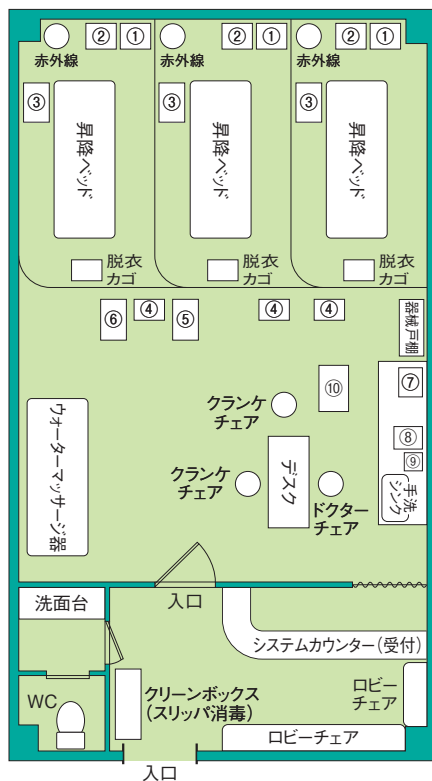 ② ① ② ① ② ①
赤外線 赤外線 赤外線
③ ③ ③
昇降ベッド 昇降ベッド 昇降ベッド
脱衣
カゴ
脱衣
カゴ
脱衣
カゴ
⑥ ④ ⑤ ④ ④
器械戸棚
⑦
⑩
クランケ
チェア
⑧
⑨
手洗
シンク
クランケ
チェア
デスク
ドクター
チェア
ウォーターマッサージ器
入口
洗面台
システムカウンター(受付)
WC
クリーンボックス
(スリッパ消毒)
ロビー
チェア
ロビーチェア
入口